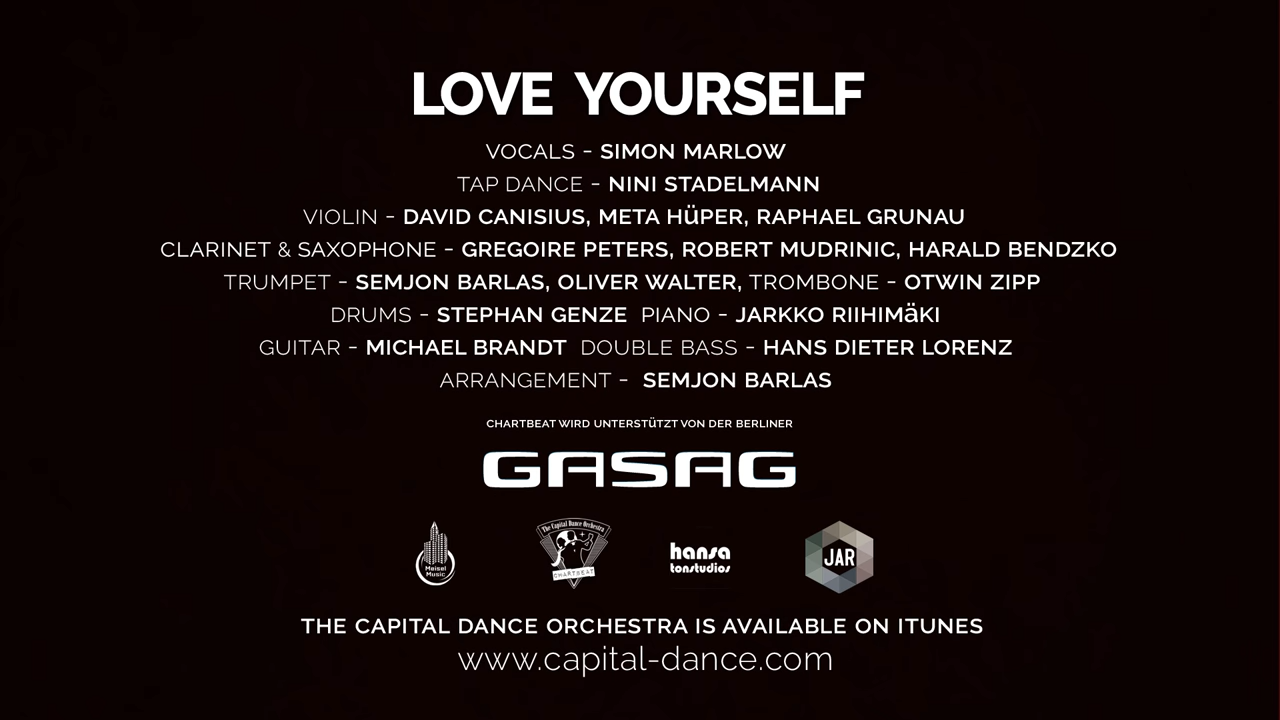 LOVE YOURSELF
VOCALS - SIMON MARLOW
TAP DANCE - NINI STADELMANN
VIOLIN - DAVID CANISIUS, META HüPER, RAPHAEL GRUNAU
CLARINET & SAXOPHONE - GREGOIRE PETERS, ROBERT MUDRINIC, HARALD BENDZKO
TRUMPET - SEMJON BARLAS, OLIVER WALTER, TROMBONE - OTWIN ZIPP
DRUMS - STEPHAN GENZE PIANO - JARKKO RIIHIMäKI
GUITAR - MICHAEL BRANDT DOUBLE BASS - HANS DIETER LORENZ
ARRANGEMENT - SEMJON BARLAS
CHARTBEAT WIRD UNTERSTüTZT VON DER BERLINER
GASAG
Meisel
Music
The Capital Dance Orchestra
CHARTBEAT
hansa
tonstudios
JAR
THE CAPITAL DANCE ORCHESTRA IS AVAILABLE ON ITUNES
www.capital-dance.com